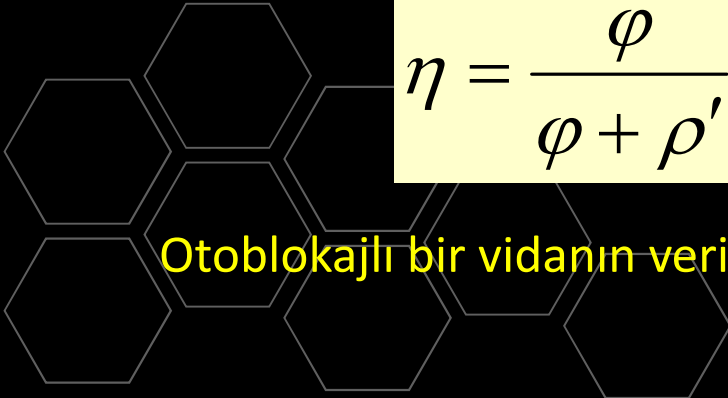 η = φ / (φ + ρ′)
Otoblokajlı bir vidanın veri